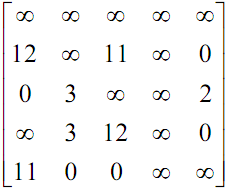 ∞ ∞ ∞ ∞ ∞
12 ∞ 11 ∞ 0
0 3 ∞ ∞ 2
∞ 3 12 ∞ 0
11 0 0 ∞ ∞